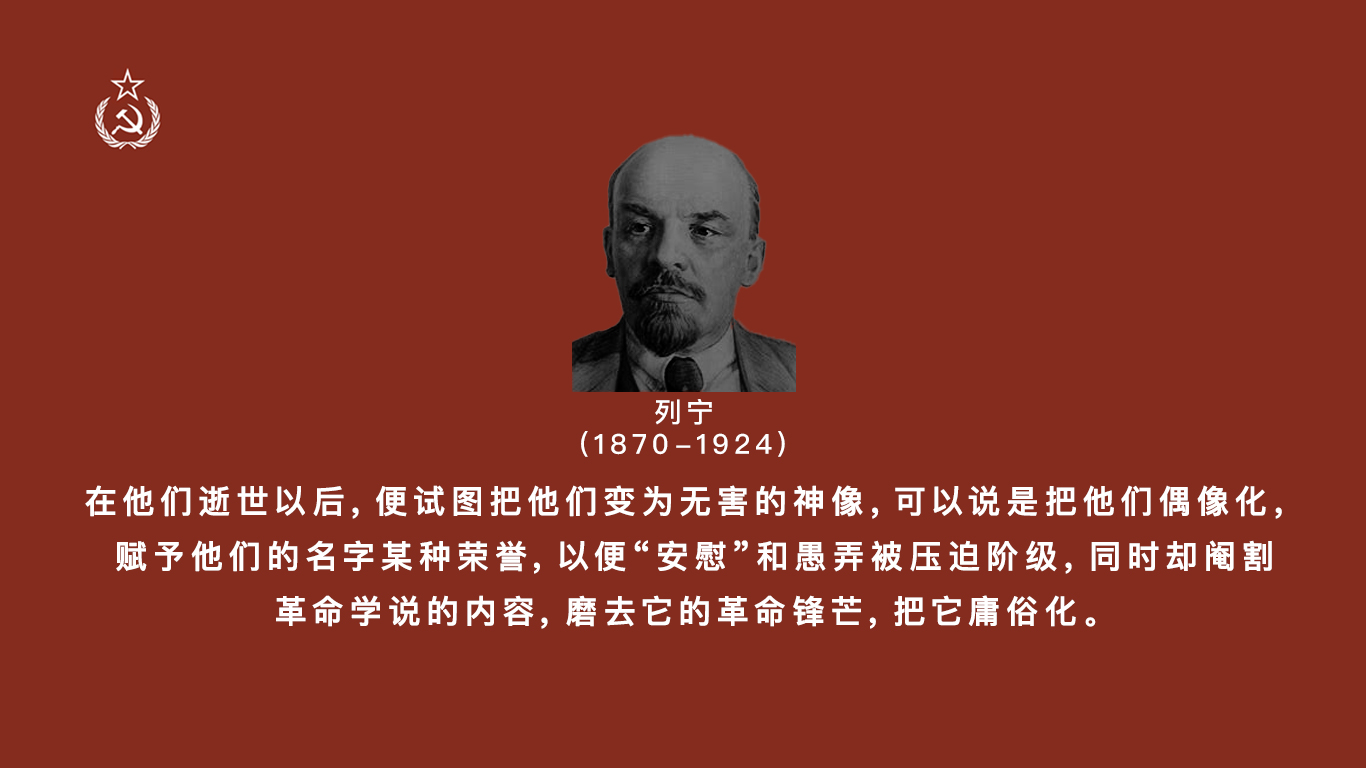 列宁
(1870-1924)
在他们逝世以后, 便试图把他们变为无害的神像, 可以说是把他们偶像化,
赋予他们的名字某种荣誉, 以便“安慰”和愚弄被压迫阶级, 同时却阉割
革命学说的内容, 磨去它的革命锋芒, 把它庸俗化。